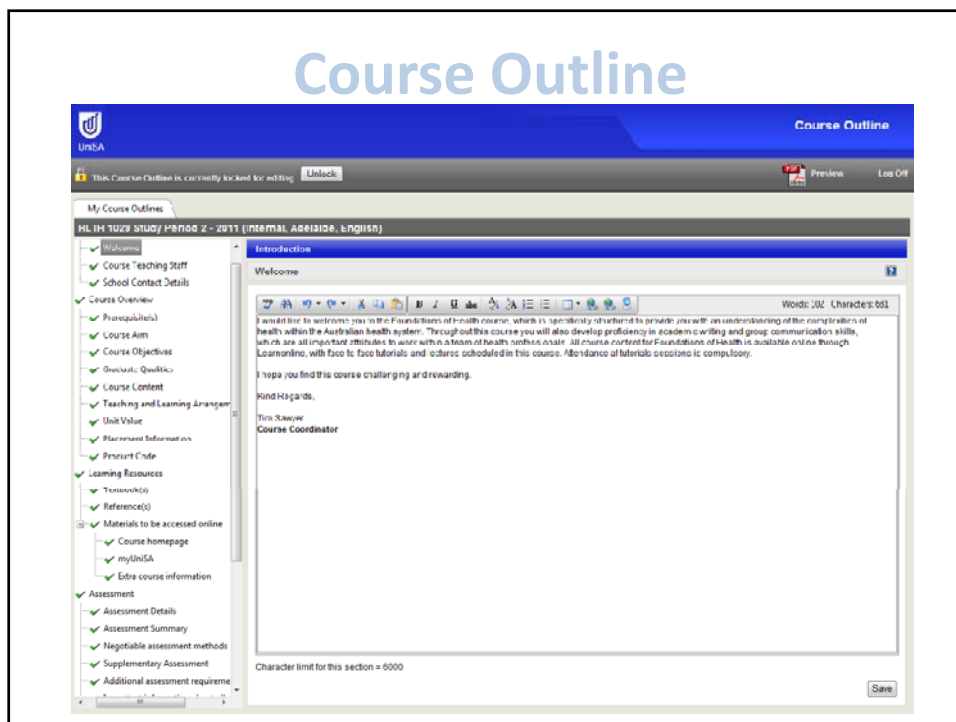 Course Outline
UniSA
Course Outline
This Course Outline is currently locked for editing
Unlock
Preview
Log Off
My Course Outlines
HLTH 1029 Study Period 2 - 2011 (Internal, Adelaide, English)
Welcome
Course Teaching Staff
School Contact Details
Course Overview
Prerequisite(s)
Course Aim
Course Objectives
Graduate Qualities
Course Content
Teaching and Learning Arrangem
Unit Value
Placement Information
Product Code
Learning Resources
Textbook(s)
Reference(s)
Materials to be accessed online
Course homepage
myUniSA
Extra course information
Assessment
Assessment Details
Assessment Summary
Negotiable assessment methods
Supplementary Assessment
Additional assessment requireme
Introduction
Welcome
Words: 102 Characters: 681
I would like to welcome you to the Foundations of Health course, which is specifically structured to provide you with an understanding of the complexities of
health within the Australian health system. Throughout this course you will also develop proficiency in academic writing and group communication skills,
which are all important attributes to work within a team of health professionals. All course content for Foundations of Health is available online through
Learnonline, with face to face tutorials and lectures scheduled in this course. Attendance at tutorials sessions is compulsory.
I hope you find this course challenging and rewarding.
Kind Regards,
Tim Sawyer
Course Coordinator
Character limit for this section = 6000
Save